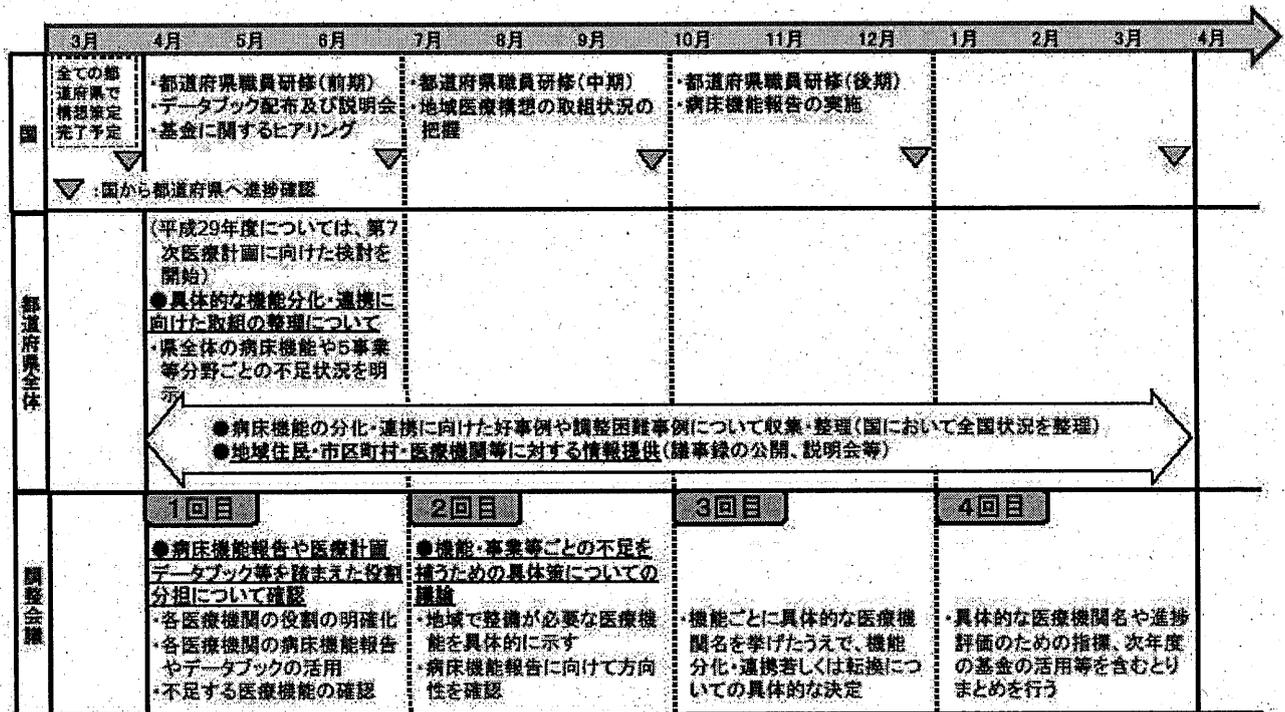 3月 4月 5月 6月 7月 8月 9月 10月 11月 12月 1月 2月 3月 4月
国
全ての都
道府県で
構想策定
完了予定
・都道府県職員研修(前期)
・データブック配布及び説明会
・基金に関するヒアリング
・都道府県職員研修(中期)
・地域医療構想の取組状況の
把握
・都道府県職員研修(後期)
・病床機能報告の実施
:国から都道府県へ進捗確認
都道府県全体
(平成29年度については、第7
次医療計画に向けた検討を
開始)
●具体的な機能分化・連携に
向けた取組の整理について
・県全体の病床機能や5事業
等分野ごとの不足状況を明
示
●病床機能の分化・連携に向けた好事例や調整困難事例について収集・整理(国において全国状況を整理)
●地域住民・市区町村・医療機関等に対する情報提供(議事録の公開、説明会等)
調整会議
1回目
●病床機能報告や医療計画
データブック等を踏まえた役割
分担について確認
・各医療機関の役割の明確化
・各医療機関の病床機能報告
やデータブックの活用
・不足する医療機能の確認
2回目
●機能・事業等ごとの不足を
補うための具体策についての
議論
・地域で整備が必要な医療機
能を具体的に示す
・病床機能報告に向けて方向
性を確認
3回目
・機能ごとに具体的な医療機
関名を挙げたうえで、機能
分化・連携若しくは転換につ
いての具体的な決定
4回目
・具体的な医療機関名や進捗
評価のための指標、次年度
の基金の活用等を含むとり
まとめを行う